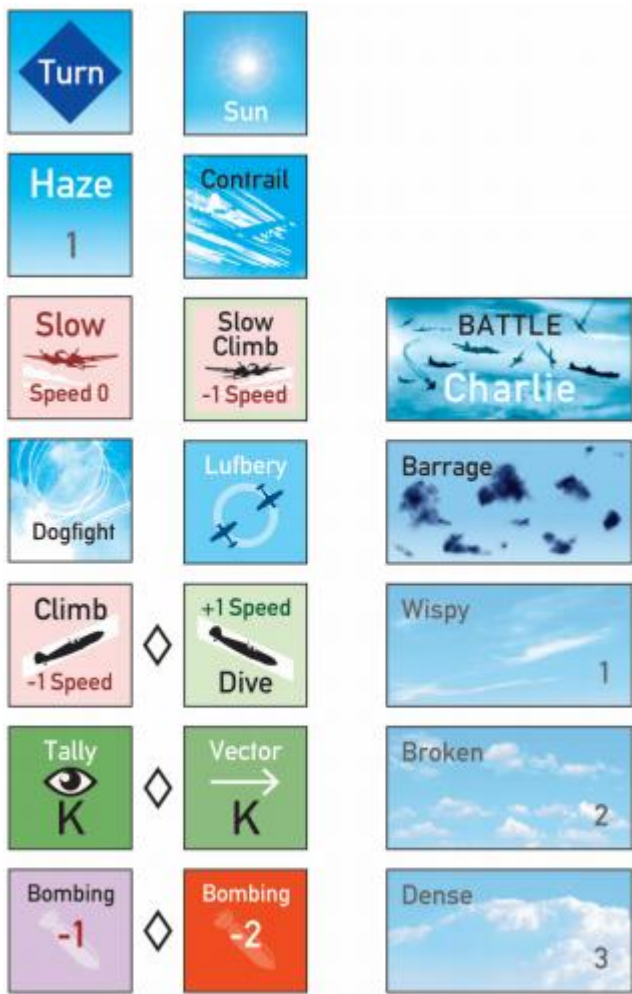 Turn
Sun
Haze
1
Contrail
Slow
Speed 0
Slow
Climb
-1 Speed
BATTLE
Charlie
Dogfight
Lufbery
Barrage
Climb
-1 Speed
+1 Speed
Dive
Wispy
1
Tally
K
Vector
K
Broken
2
Bombing
-1
Bombing
-2
Dense
3